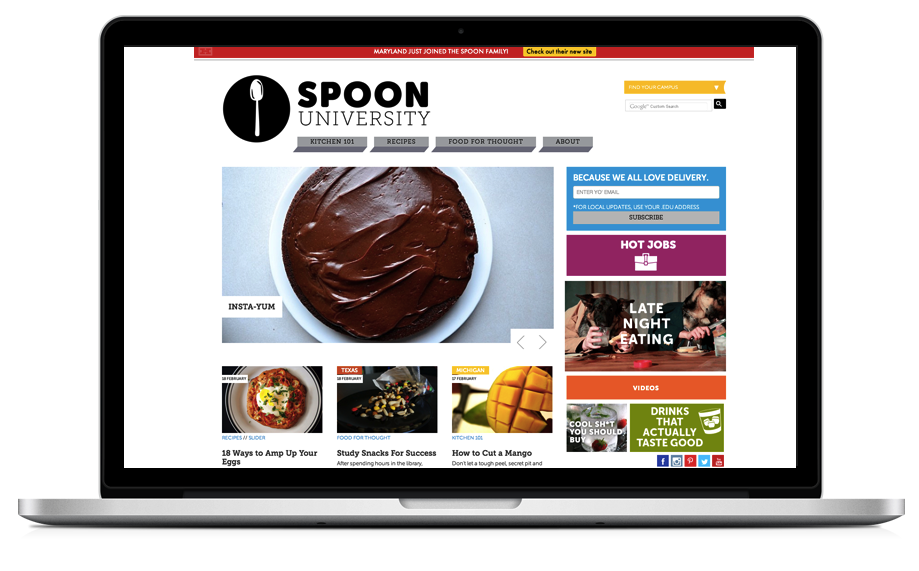 MARYLAND JUST JOINED THE SPOON FAMILY! Check out their new site
SPOON
UNIVERSITY
FIND YOUR CAMPUS
Google™ Custom Search
KITCHEN 101 RECIPES FOOD FOR THOUGHT ABOUT
INSTA-YUM
BECAUSE WE ALL LOVE DELIVERY.
ENTER YO' EMAIL.
*FOR LOCAL UPDATES, USE YOUR .EDU ADDRESS
SUBSCRIBE
HOT JOBS
LATE
NIGHT
EATING
VIDEOS
COOL SH*T
YOU SHOULD
BUY
DRINKS
THAT
ACTUALLY
TASTE GOOD
18 FEBRUARY
RECIPES // SLIDER
18 Ways to Amp Up Your
Eggs
TEXAS
18 FEBRUARY
FOOD FOR THOUGHT
Study Snacks For Success
After spending hours in the library,
MICHIGAN
17 FEBRUARY
KITCHEN 101
How to Cut a Mango
Don't let a tough peel, secret pit and